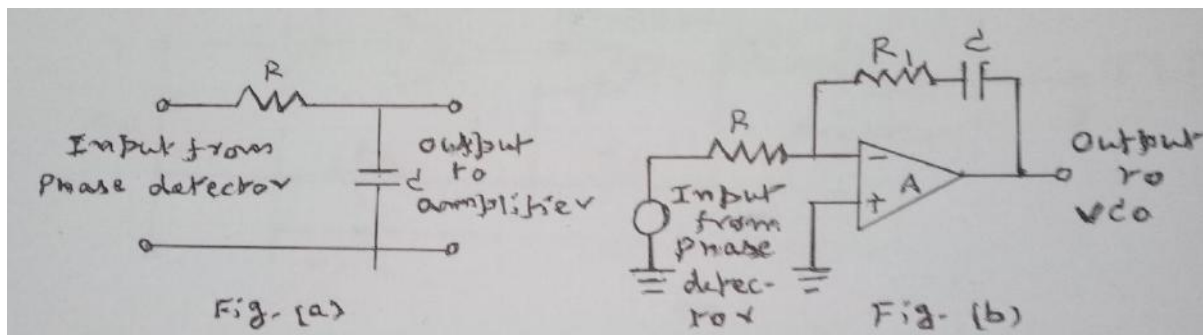 R
Input from
Phase detector
C
Output
to
amplifier
Fig. (a)
R1
C
R
A
Input
from
phase
detec-
tor
Output
to
VCO
Fig. (b)